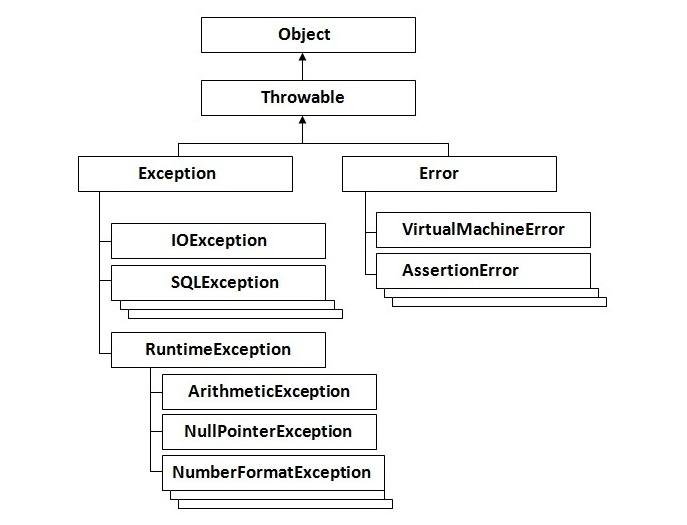 Object
Throwable
Exception
Error
IOException
SQLException
RuntimeException
ArithmeticException
NullPointerException
NumberFormatException
VirtualMachineError
AssertionError